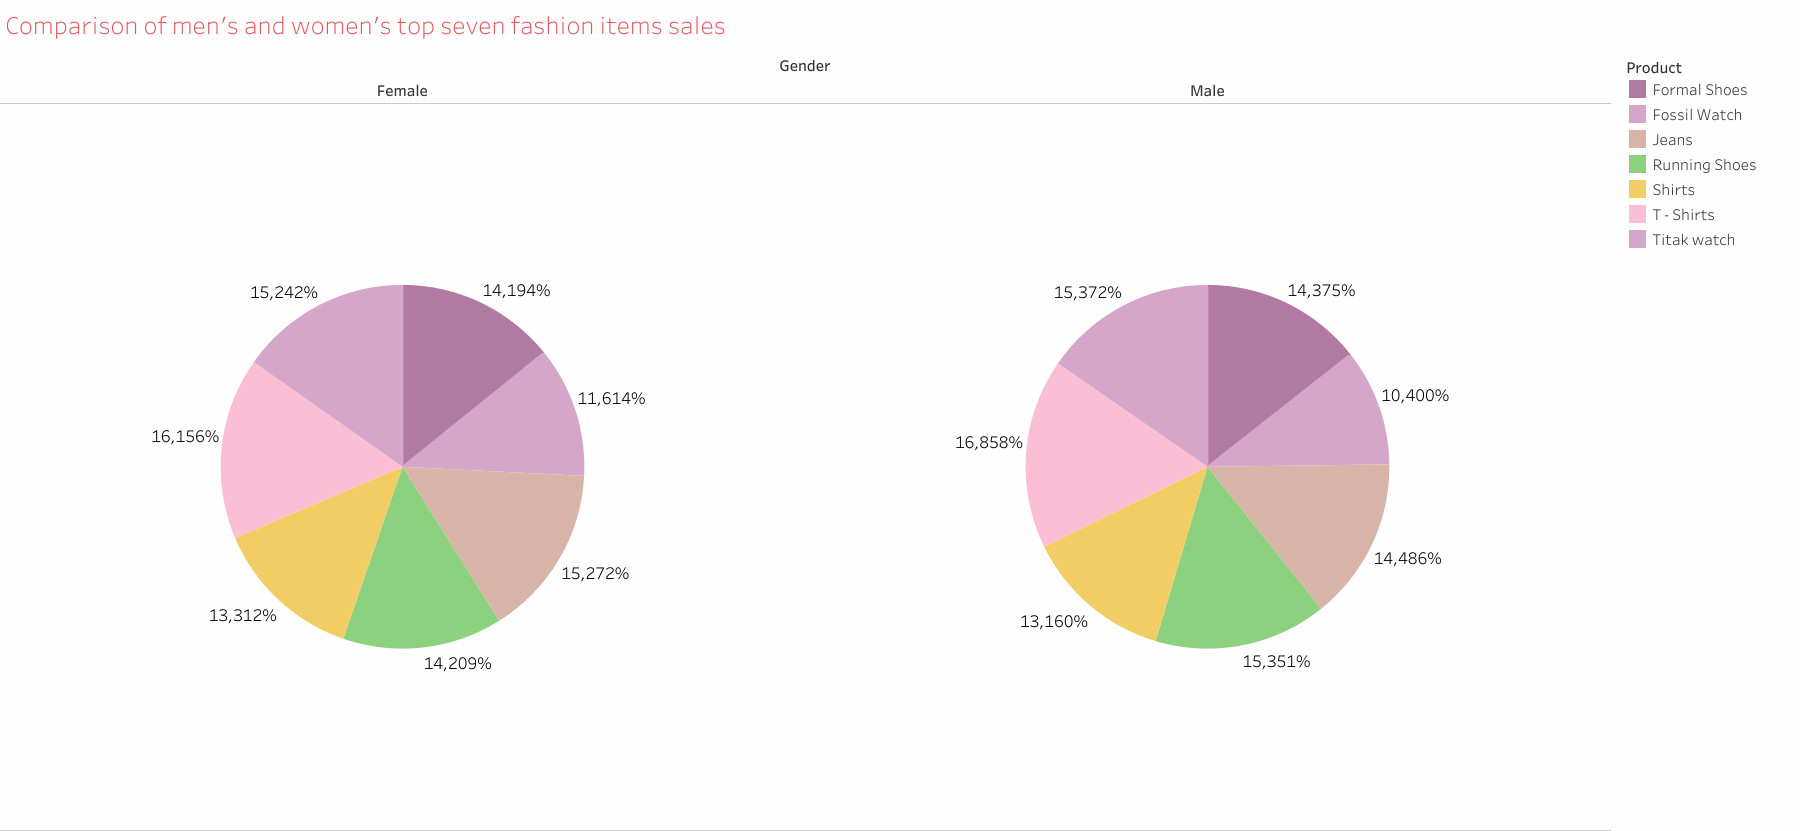 Comparison of men's and women's top seven fashion items sales
Gender
Female
Male
15,242%
14,194%
11,614%
16,156%
15,272%
13,312%
14,209%
15,372%
14,375%
10,400%
16,858%
14,486%
13,160%
15,351%
Product
Formal Shoes
Fossil Watch
Jeans
Running Shoes
Shirts
T - Shirts
Titak watch